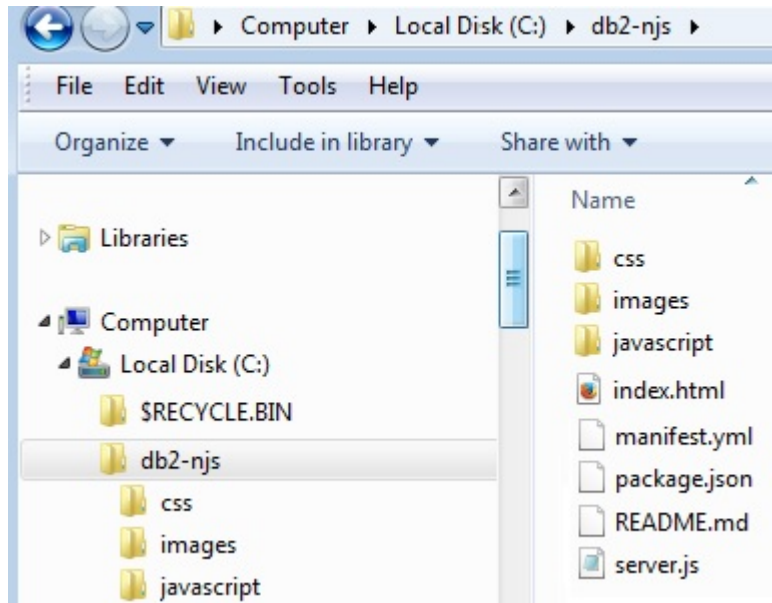 Computer Local Disk (C:) db2-njs
File Edit View Tools Help
Organize Include in library Share with
Libraries
Computer
Local Disk (C:)
$RECYCLE.BIN
db2-njs
css
images
javascript
Name
css
images
javascript
index.html
manifest.yml
package.json
README.md
server.js